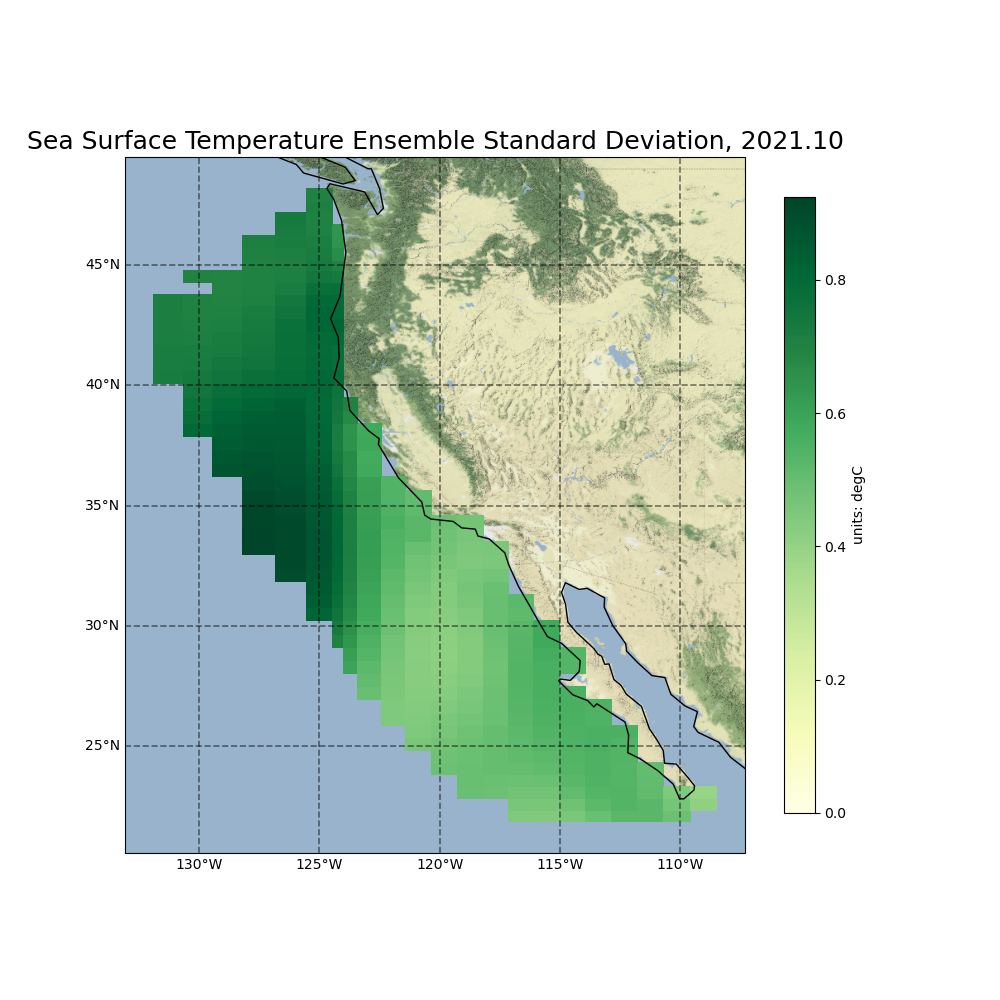 Sea Surface Temperature Ensemble Standard Deviation, 2021.10
45°N
40°N
35°N
30°N
25°N
130°W
125°W
120°W
115°W
110°W
0.8
0.6
0.4
0.2
0.0
units: degC